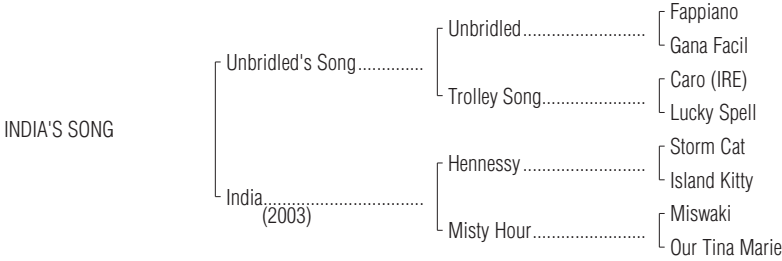 Fappiano
Unbridled..........................
Gana Facil
Unbridled's Song..............
Caro (IRE)
Trolley Song......................
Lucky Spell
INDIA'S SONG
Storm Cat
Hennessy ..........................
Island Kitty
India..................................
(2003)
Miswaki
Misty Hour........................
Our Tina Marie